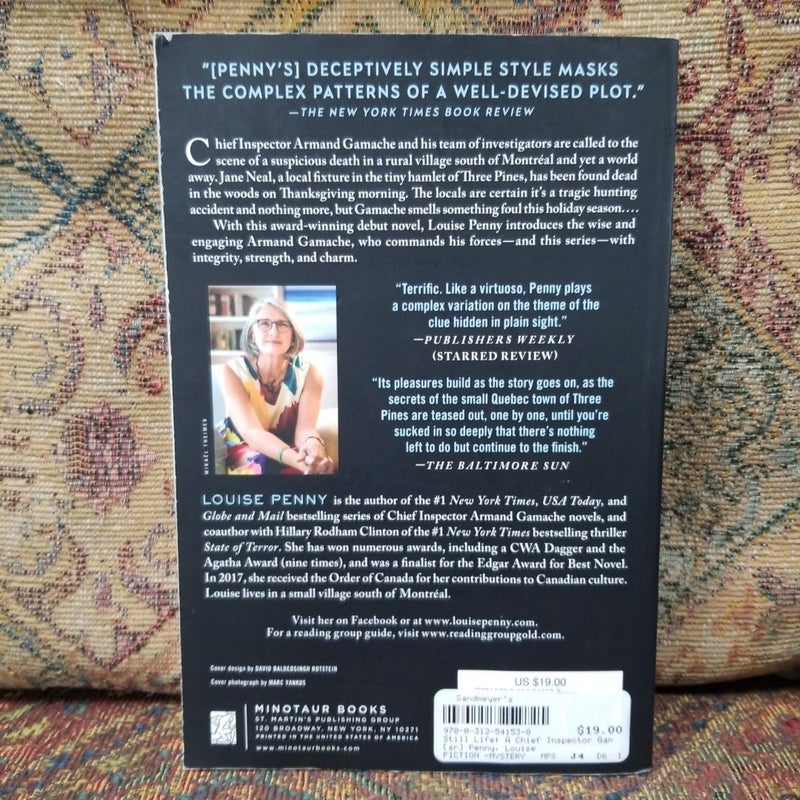 “[PENNY’S] DECEPTIVELY SIMPLE STYLE MASKS
THE COMPLEX PATTERNS OF A WELL-DEVISED PLOT.”
—THE NEW YORK TIMES BOOK REVIEW
Chief Inspector Armand Gamache and his team of investigators are called to the
scene of a suspicious death in a rural village south of Montréal and yet a world
away. Jane Neal, a local fixture in the tiny hamlet of Three Pines, has been found dead
in the woods on Thanksgiving morning. The locals are certain it’s a tragic hunting
accident and nothing more, but Gamache smells something foul this holiday season....
With this award-winning debut novel, Louise Penny introduces the wise and
engaging Armand Gamache, who commands his forces—and this series—with
integrity, strength, and charm.
“Terrific. Like a virtuoso, Penny plays
a complex variation on the theme of the
clue hidden in plain sight.”
—PUBLISHERS WEEKLY
(STARRED REVIEW)
“Its pleasures build as the story goes on, as the
secrets of the small Quebec town of Three
Pines are teased out, one by one, until you’re
sucked in so deeply that there’s nothing
left to do but continue to the finish.”
—THE BALTIMORE SUN
MIKAËL THEIMER
LOUISE PENNY is the author of the #1 New York Times, USA Today, and
Globe and Mail bestselling series of Chief Inspector Armand Gamache novels, and
coauthor with Hillary Rodham Clinton of the #1 New York Times bestselling thriller
State of Terror. She has won numerous awards, including a CWA Dagger and the
Agatha Award (nine times), and was a finalist for the Edgar Award for Best Novel.
In 2017, she received the Order of Canada for her contributions to Canadian culture.
Louise lives in a small village south of Montréal.
Visit her on Facebook or at www.louisepenny.com.
For a reading group guide, visit www.readinggroupgold.com.
Cover design by DAVID BALDEOSINGH ROTSTEIN
Cover photograph by MARC YANKUS
MINOTAUR BOOKS
ST. MARTIN’S PUBLISHING GROUP
120 BROADWAY, NEW YORK, NY 10271
PRINTED IN THE UNITED STATES OF AMERICA
www.minotaurbooks.com
US $19.00
Sandmeyer's
978-0-312-54153-8 $19.00
Still Life: A Chief Inspector Gam
[ar] Penny, Louise
FICTION -MYSTERY MPS J4 D6 1